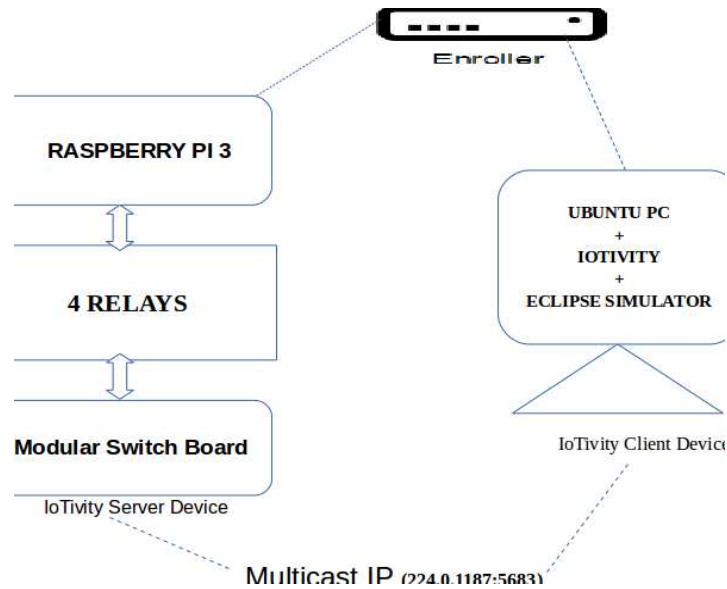 Enroller
RASPBERRY PI 3
UBUNTU PC
+
IOTIVITY
+
ECLIPSE SIMULATOR
4 RELAYS
Modular Switch Board
IoTivity Client Device
IoTivity Server Device
Multicast IP (224.0.1187:5683)